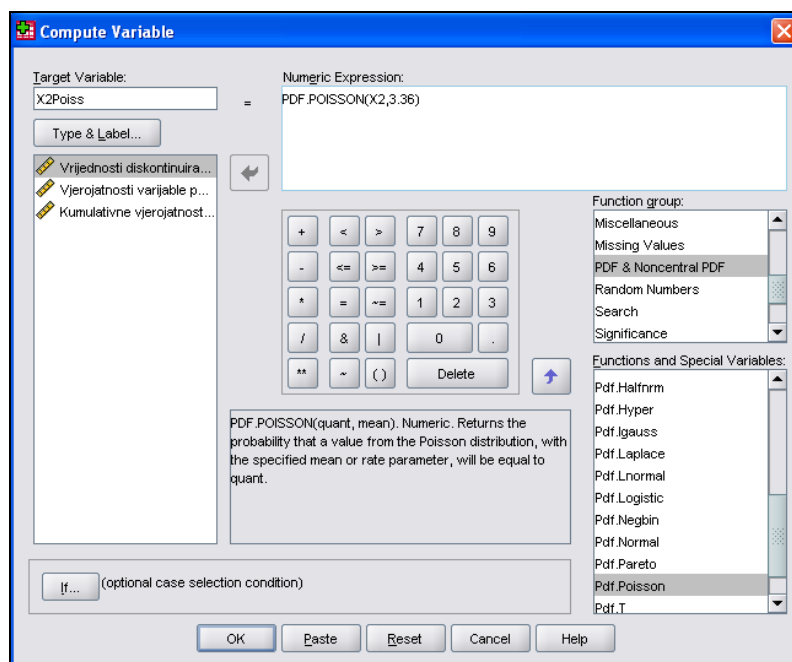 Compute Variable
Target Variable:
X2Poiss
=
Numeric Expression:
PDF.POISSON(X2,3.36)
Type & Label...
Vrijednosti diskontinuira...
Vjerojatnosti varijable p...
Kumulativne vjerojatnost...
+ < > 7 8 9
- <= >= 4 5 6
* = ~= 1 2 3
/ & | 0 .
** ~ ( ) Delete
Function group:
Miscellaneous
Missing Values
PDF & Noncentral PDF
Random Numbers
Search
Significance
Functions and Special Variables:
Pdf.Halfnrm
Pdf.Hyper
Pdf.Igauss
Pdf.Laplace
Pdf.Lnormal
Pdf.Logistic
Pdf.Negbin
Pdf.Normal
Pdf.Pareto
Pdf.Poisson
Pdf.T
PDF.POISSON(quant, mean). Numeric. Returns the
probability that a value from the Poisson distribution, with
the specified mean or rate parameter, will be equal to
quant.
If... (optional case selection condition)
OK Paste Reset Cancel Help